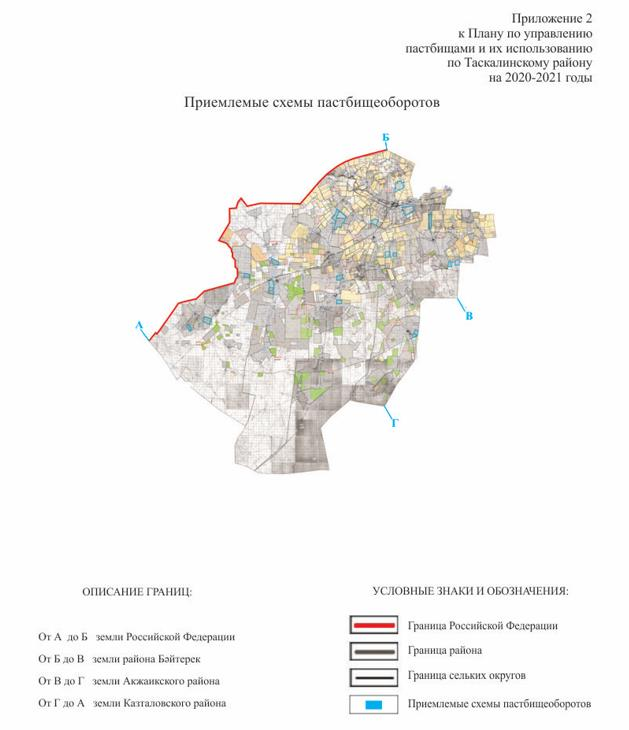 Приложение 2
к Плану по управлению
пастбищами и их использованию
по Таскалинскому району
на 2020-2021 годы
Приемлемые схемы пастбищеоборотов
Б
А
В
Г
ОПИСАНИЕ ГРАНИЦ:
От А до Б земли Российской Федерации
От Б до В земли района Бәйтерек
От В до Г земли Акжаикского района
От Г до А земли Казталовского района
УСЛОВНЫЕ ЗНАКИ И ОБОЗНАЧЕНИЯ:
Граница Российской Федерации
Граница района
Граница сельких округов
Приемлемые схемы пастбищеоборотов